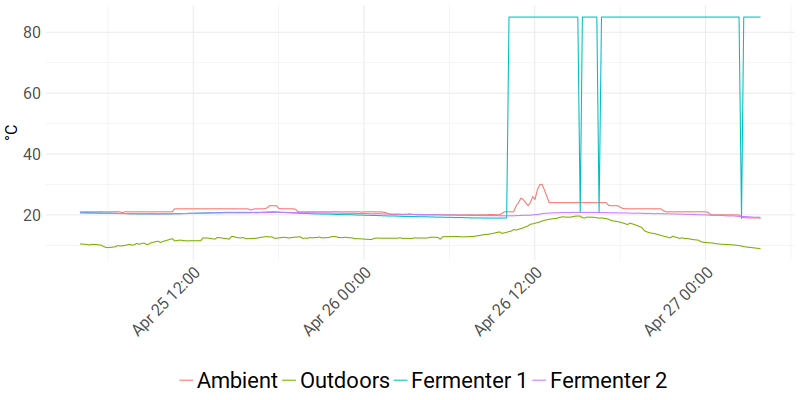 80
60
°C
40
20
Apr 25 12:00
Apr 26 00:00
Apr 26 12:00
Apr 27 00:00
Ambient Outdoors Fermenter 1 Fermenter 2